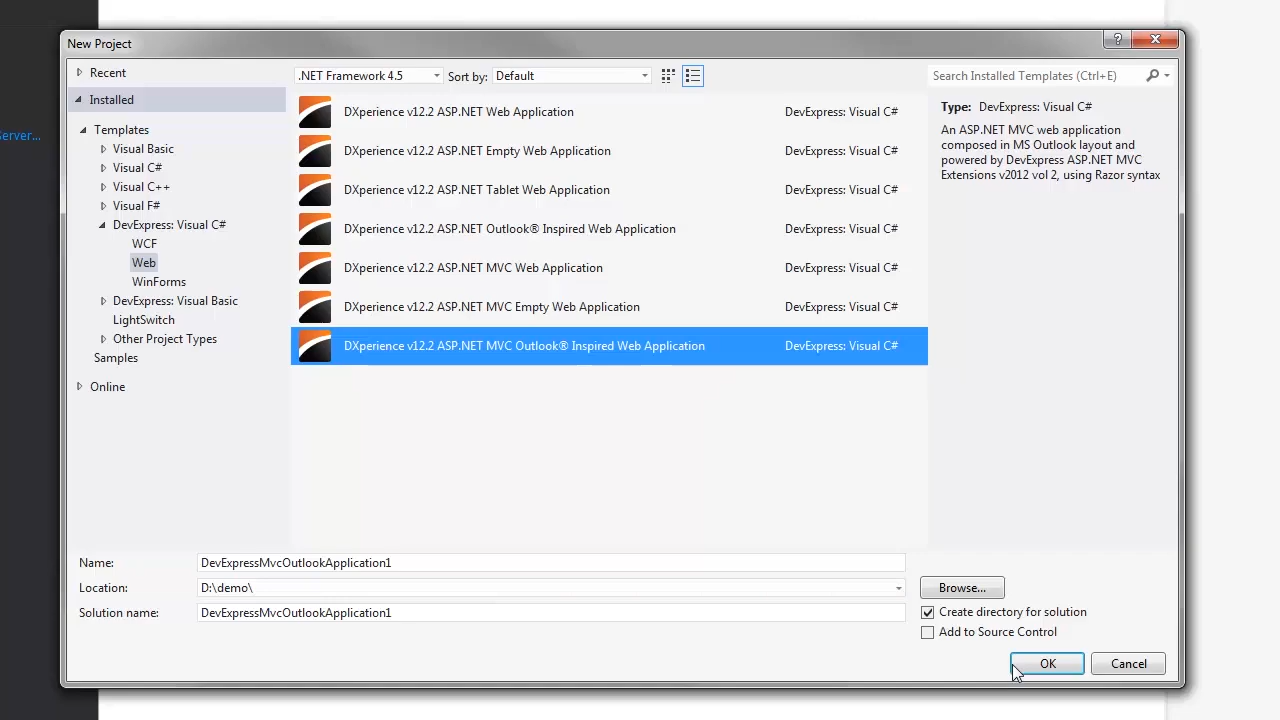 New Project
?
Server...
Recent
Installed
Templates
Visual Basic
Visual C#
Visual C++
Visual F#
DevExpress: Visual C#
WCF
Web
WinForms
DevExpress: Visual Basic
LightSwitch
Other Project Types
Samples
Online
.NET Framework 4.5 Sort by: Default
DXperience v12.2 ASP.NET Web Application DevExpress: Visual C#
DXperience v12.2 ASP.NET Empty Web Application DevExpress: Visual C#
DXperience v12.2 ASP.NET Tablet Web Application DevExpress: Visual C#
DXperience v12.2 ASP.NET Outlook® Inspired Web Application DevExpress: Visual C#
DXperience v12.2 ASP.NET MVC Web Application DevExpress: Visual C#
DXperience v12.2 ASP.NET MVC Empty Web Application DevExpress: Visual C#
DXperience v12.2 ASP.NET MVC Outlook® Inspired Web Application DevExpress: Visual C#
Search Installed Templates (Ctrl+E)
Type: DevExpress: Visual C#
An ASP.NET MVC web application
composed in MS Outlook layout and
powered by DevExpress ASP.NET MVC
Extensions v2012 vol 2, using Razor syntax
Name: DevExpressMvcOutlookApplication1
Location: D:\demo\ Browse...
Solution name: DevExpressMvcOutlookApplication1
Create directory for solution
Add to Source Control
OK Cancel